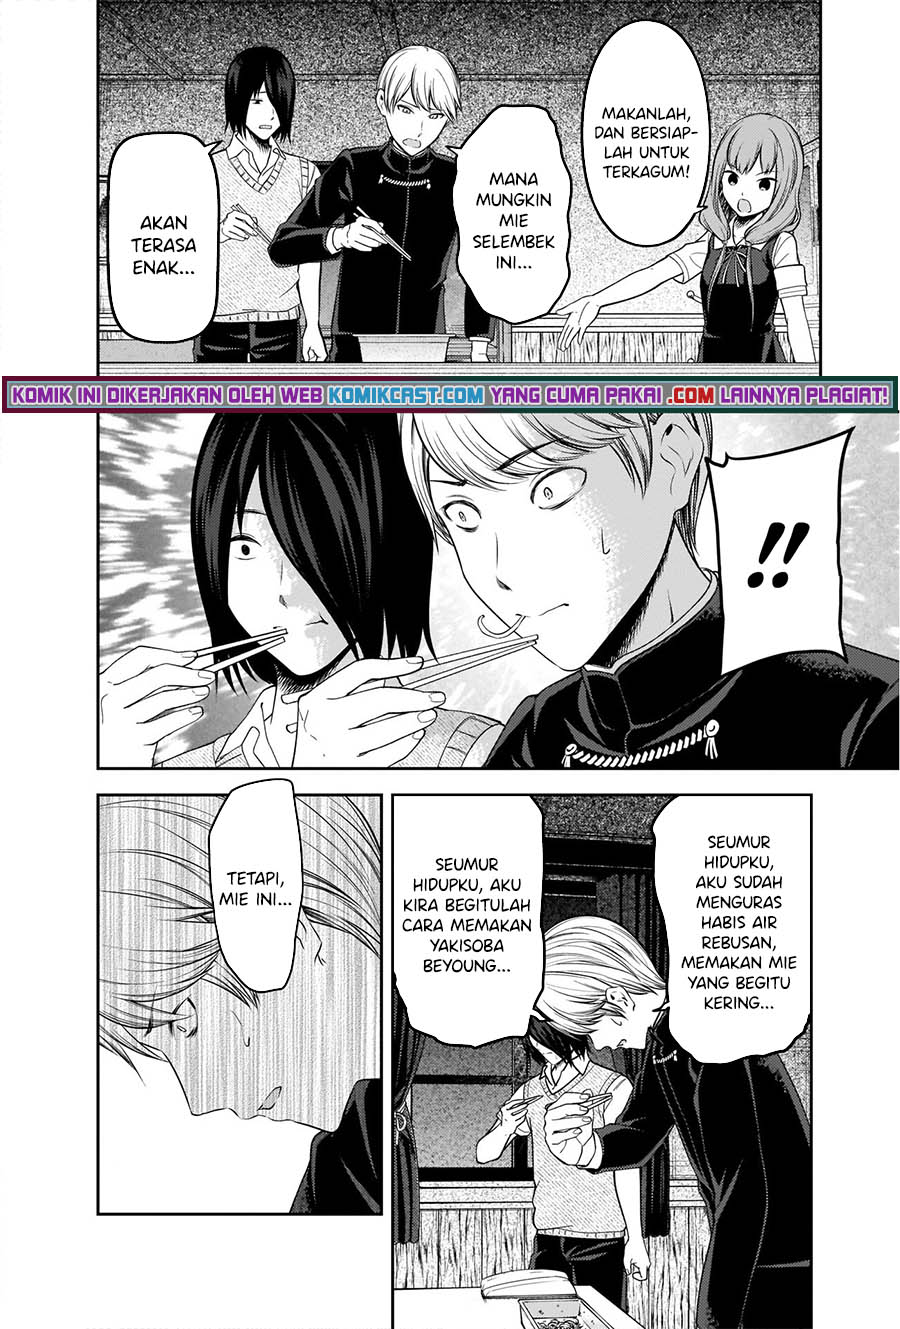 MAKANLAH,
DAN BERSIAP-
LAH UNTUK
TERKAGUM!
MANA
MUNGKIN
MIE
SELEMBEK
INI...
AKAN
TERASA
ENAK...
KOMIK INI DIKERJAKAN OLEH WEB KOMIKCAST.COM YANG CUMA PAKAI .COM LAINNYA PLAGIAT!
!!
SEUMUR
HIDUPKU,
AKU SUDAH
MENGURAS
HABIS AIR
REBUSAN,
MEMAKAN MIE
YANG BEGITU
KERING...
SEUMUR
HIDUPKU, AKU
KIRA BEGITULAH
CARA MEMAKAN
YAKISOBA
BEYOUNG...
TETAPI,
MIE INI...